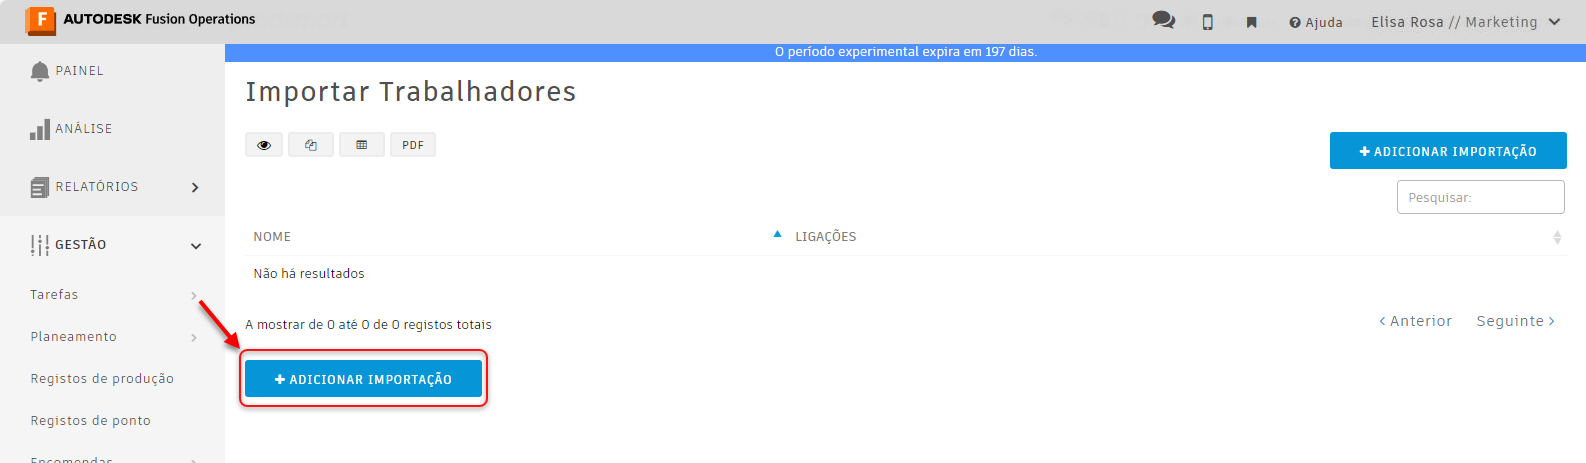 F AUTODESK Fusion Operations
Ajuda
Elisa Rosa // Marketing
O período experimental expira em 197 dias.
PAINEL
ANÁLISE
RELATÓRIOS
GESTÃO
Tarefas
Planeamento
Registos de produção
Registos de ponto
Encomendas
Importar Trabalhadores
PDF
ADICIONAR IMPORTAÇÃO
Pesquisar:
NOME LIGAÇÕES
Não há resultados
A mostrar de 0 até 0 de 0 registos totais
Anterior Seguinte
ADICIONAR IMPORTAÇÃO